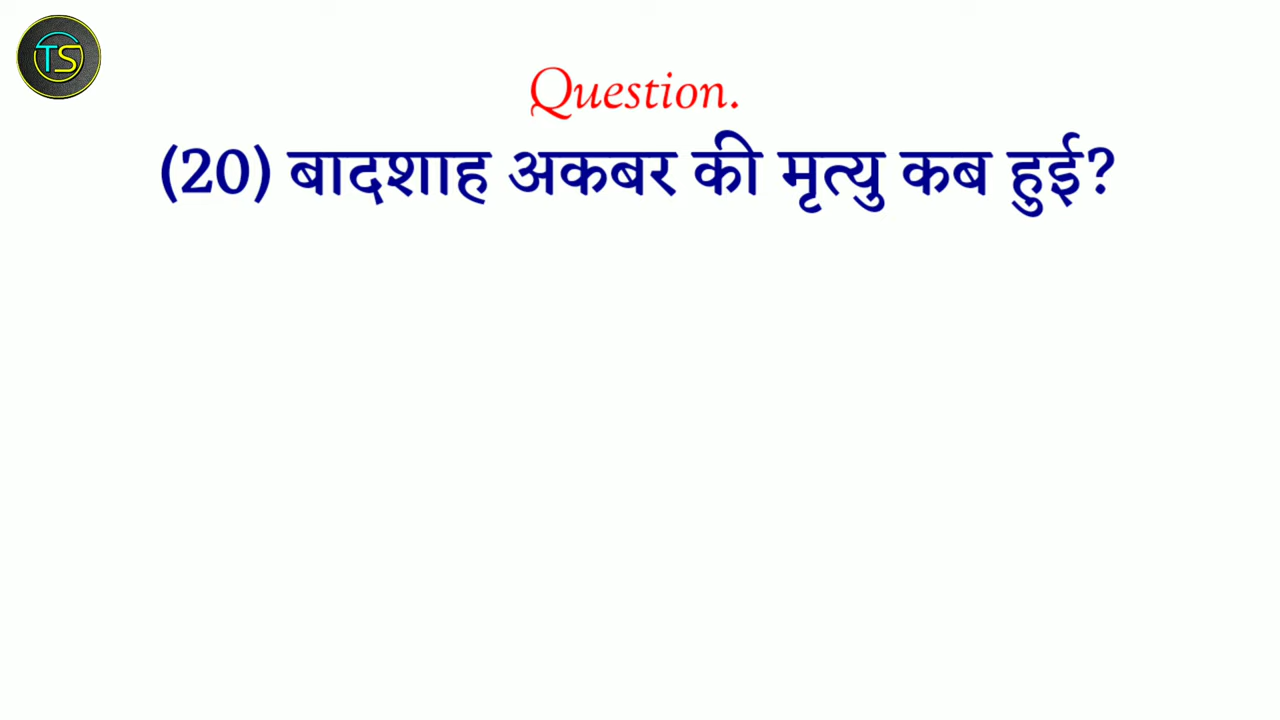 TS
Question.
(20) बादशाह अकबर की मृत्यु कब हुई?